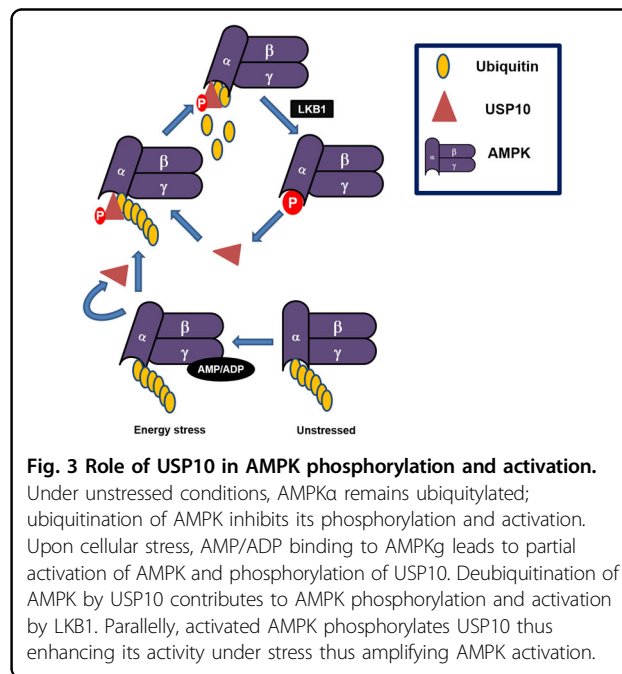 β
α
γ
P
LKB1
Ubiquitin
USP10
α β γ AMPK
β
α
γ
P
β
α
γ
P
β
α
γ
AMP/ADP
β
α
γ
Energy stress
Unstressed
Fig. 3 Role of USP10 in AMPK phosphorylation and activation.
Under unstressed conditions, AMPKα remains ubiquitylated;
ubiquitination of AMPK inhibits its phosphorylation and activation.
Upon cellular stress, AMP/ADP binding to AMPKg leads to partial
activation of AMPK and phosphorylation of USP10. Deubiquitination of
AMPK by USP10 contributes to AMPK phosphorylation and activation
by LKB1. Parallelly, activated AMPK phosphorylates USP10 thus
enhancing its activity under stress thus amplifying AMPK activation.